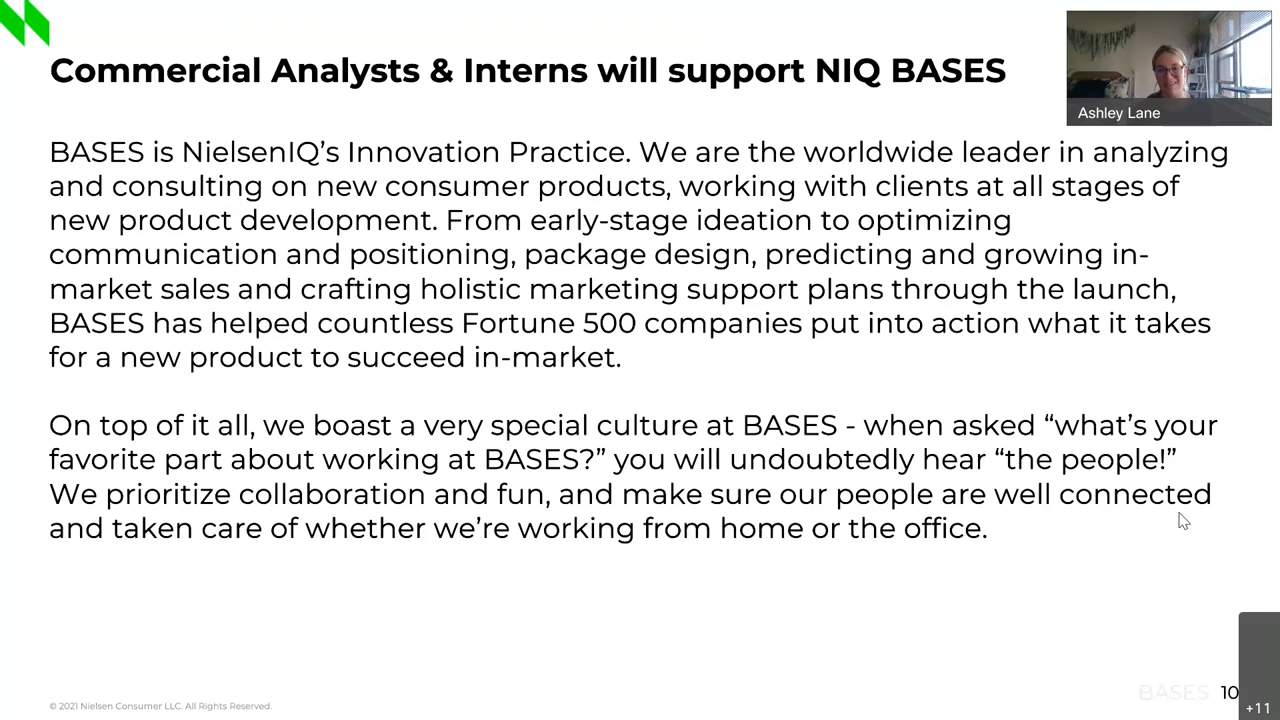 Commercial Analysts & Interns will support NIQ BASES
Ashley Lane
BASES is NielsenIQ’s Innovation Practice. We are the worldwide leader in analyzing
and consulting on new consumer products, working with clients at all stages of
new product development. From early-stage ideation to optimizing
communication and positioning, package design, predicting and growing in-
market sales and crafting holistic marketing support plans through the launch,
BASES has helped countless Fortune 500 companies put into action what it takes
for a new product to succeed in-market.
On top of it all, we boast a very special culture at BASES - when asked “what’s your
favorite part about working at BASES?” you will undoubtedly hear “the people!”
We prioritize collaboration and fun, and make sure our people are well connected
and taken care of whether we’re working from home or the office.
© 2021 Nielsen Consumer LLC. All Rights Reserved.
BASES 10
+11